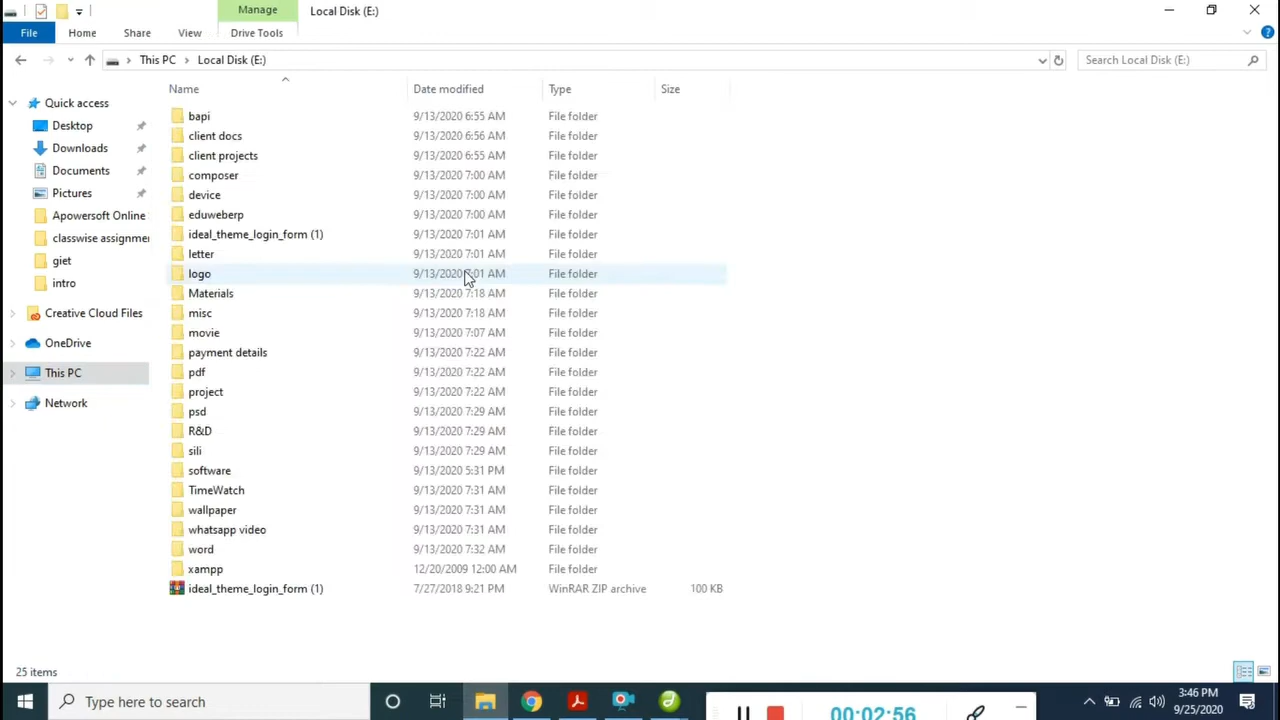 Manage
Local Disk (E:)
File
Home
Share
View
Drive Tools
This PC
Local Disk (E:)
Search Local Disk (E:)
Name
Date modified
Type
Size
Quick access
Desktop
Downloads
Documents
Pictures
Apowersoft Online
classwise assignmer
giet
intro
Creative Cloud Files
OneDrive
This PC
Network
bapi 9/13/2020 6:55 AM File folder
client docs 9/13/2020 6:56 AM File folder
client projects 9/13/2020 6:55 AM File folder
composer 9/13/2020 7:00 AM File folder
device 9/13/2020 7:00 AM File folder
eduweberp 9/13/2020 7:00 AM File folder
ideal_theme_login_form (1) 9/13/2020 7:01 AM File folder
letter 9/13/2020 7:01 AM File folder
logo 9/13/2020 7:01 AM File folder
Materials 9/13/2020 7:18 AM File folder
misc 9/13/2020 7:18 AM File folder
movie 9/13/2020 7:07 AM File folder
payment details 9/13/2020 7:22 AM File folder
pdf 9/13/2020 7:22 AM File folder
project 9/13/2020 7:22 AM File folder
psd 9/13/2020 7:29 AM File folder
R&D 9/13/2020 7:29 AM File folder
sili 9/13/2020 7:29 AM File folder
software 9/13/2020 5:31 PM File folder
TimeWatch 9/13/2020 7:31 AM File folder
wallpaper 9/13/2020 7:31 AM File folder
whatsapp video 9/13/2020 7:31 AM File folder
word 9/13/2020 7:32 AM File folder
xampp 12/20/2009 12:00 AM File folder
ideal_theme_login_form (1) 7/27/2018 9:21 PM WinRAR ZIP archive 100 KB
25 items
Type here to search
00:02:56
3:46 PM
9/25/2020